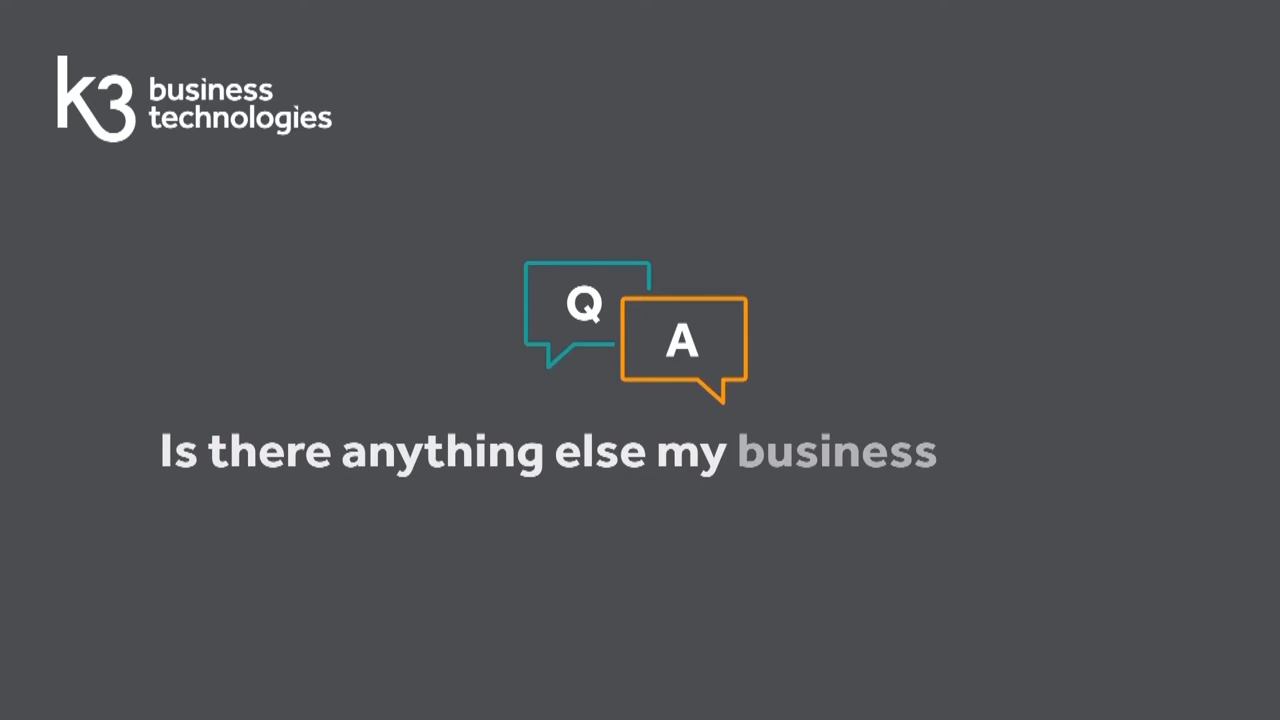 k3 business
technologies
Q
A
Is there anything else my business